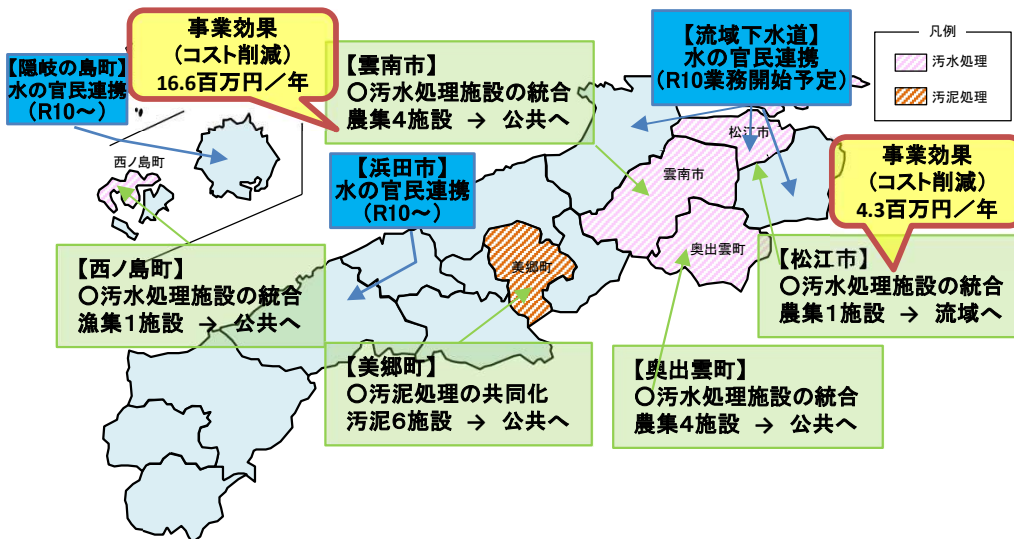 【隠岐の島町】
水の官民連携
(R10～)
事業効果
(コスト削減)
16.6百万円／年
【雲南市】
○汚水処理施設の統合
農集４施設 → 公共へ
【流域下水道】
水の官民連携
(R10業務開始予定)
凡例
汚水処理
汚泥処理
西ノ島町
松江市
雲南市
奥出雲町
美郷町
【浜田市】
水の官民連携
(R10～)
事業効果
(コスト削減)
4.3百万円／年
【西ノ島町】
○汚水処理施設の統合
漁集１施設 → 公共へ
【松江市】
○汚水処理施設の統合
農集１施設 → 流域へ
【美郷町】
○汚泥処理の共同化
汚泥６施設 → 公共へ
【奥出雲町】
○汚水処理施設の統合
農集４施設 → 公共へ